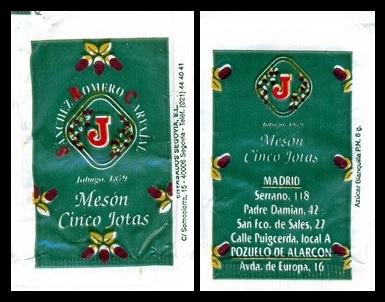 SÁNCHEZ ROMERO CARVAJAL
J
Jabugo, 1879
Mesón
Cinco Jotas
ENVASADOS SEGOVIA, S.L.
C/ Somosierra, 15 - 40006 Segovia - Teléf. (921) 44 40 41
J
Jabugo, 1879
Mesón
Cinco Jotas
MADRID
Serrano, 118
Padre Damian, 42
San Fco. de Sales, 27
Calle Puigcerda, local A
POZUELO DE ALARCON
Avda. de Europa, 16
Azúcar Blanquilla P.N. 8 g.